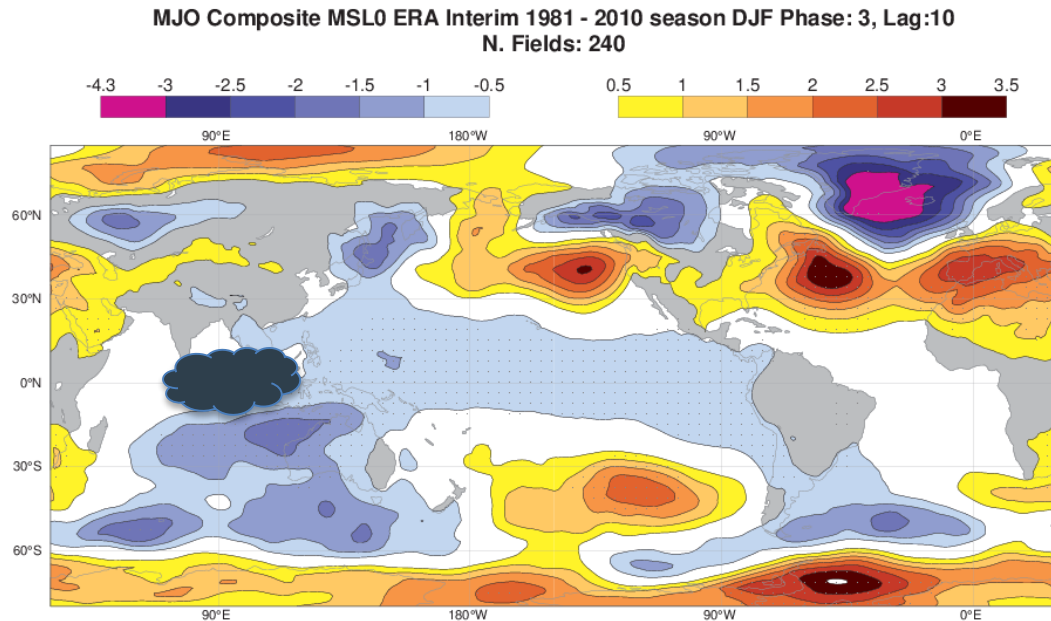 MJO Composite MSL0 ERA Interim 1981 - 2010 season DJF Phase: 3, Lag:10
N. Fields: 240
-4.3 -3 -2.5 -2 -1.5 -1 -0.5 0.5 1 1.5 2 2.5 3 3.5
90°E 180°W 90°W 0°E
60°N
30°N
0°N
30°S
60°S
90°E 180°W 90°W 0°E